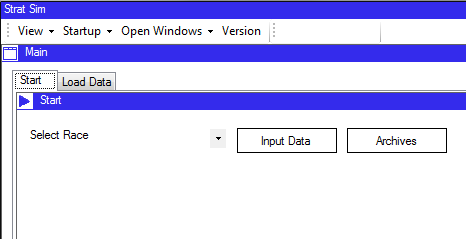 Strat Sim
View Startup Open Windows Version
Main
Start Load Data
Start
Select Race Input Data Archives